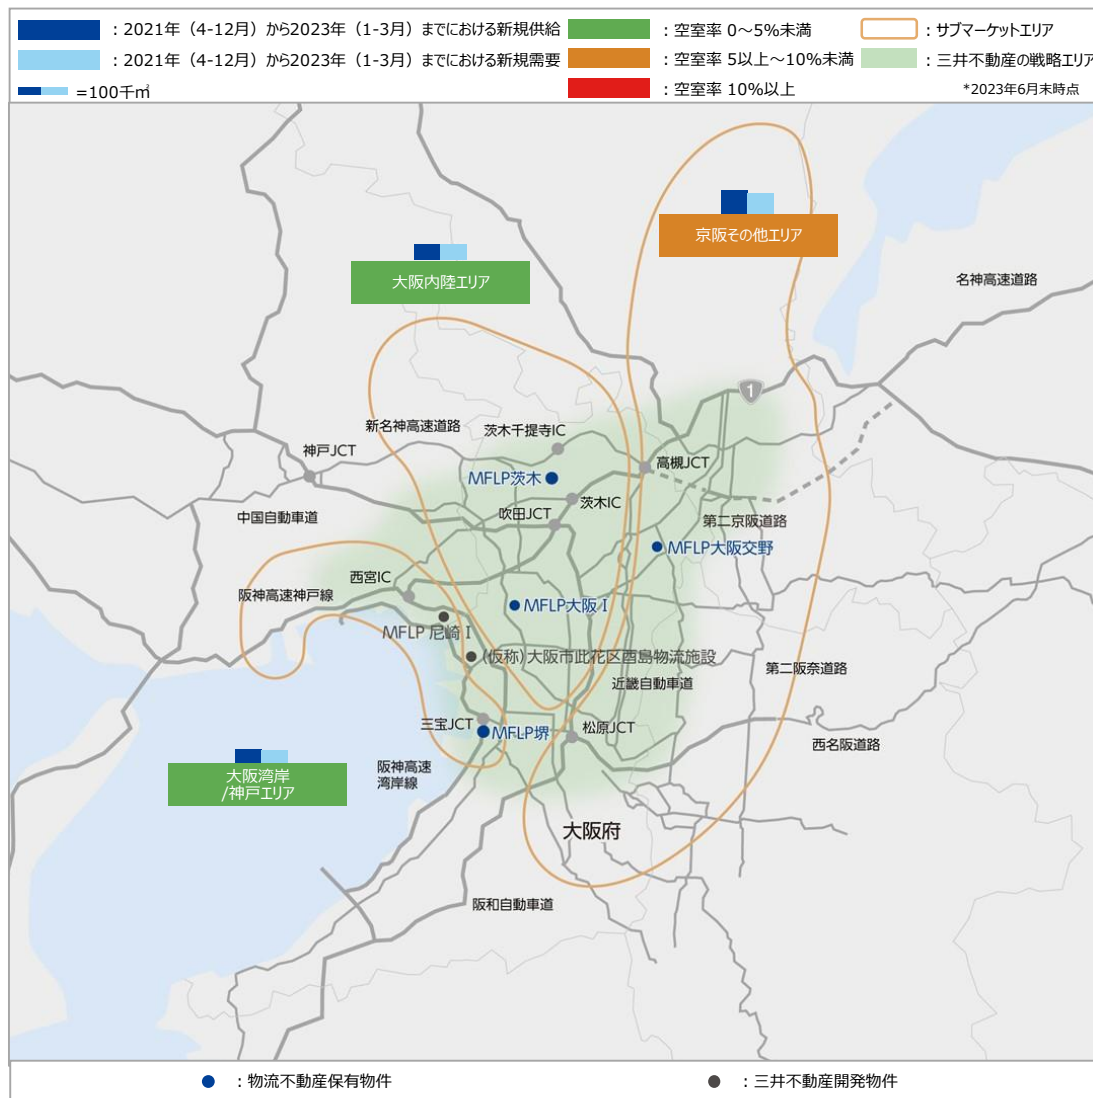 ：2021年（4-12月）から2023年（1-3月）までにおける新規供給
：空室率 0～5%未満
：サブマーケットエリア
：2021年（4-12月）から2023年（1-3月）までにおける新規需要
：空室率 5以上～10%未満
：三井不動産の戦略エリア
=100千㎡
：空室率 10%以上
*2023年6月末時点
京阪その他エリア
大阪内陸エリア
名神高速道路
1
新名神高速道路
茨木千提寺IC
神戸JCT
高槻JCT
MFLP茨木
茨木IC
中国自動車道
吹田JCT
第二京阪道路
MFLP大阪交野
西宮IC
阪神高速神戸線
MFLP大阪Ⅰ
MFLP 尼崎Ⅰ
(仮称)大阪市此花区酉島物流施設
第二阪奈道路
近畿自動車道
三宝JCT
MFLP堺
松原JCT
西名阪道路
大阪湾岸
/神戸エリア
阪神高速
湾岸線
大阪府
阪和自動車道
：物流不動産保有物件
：三井不動産開発物件